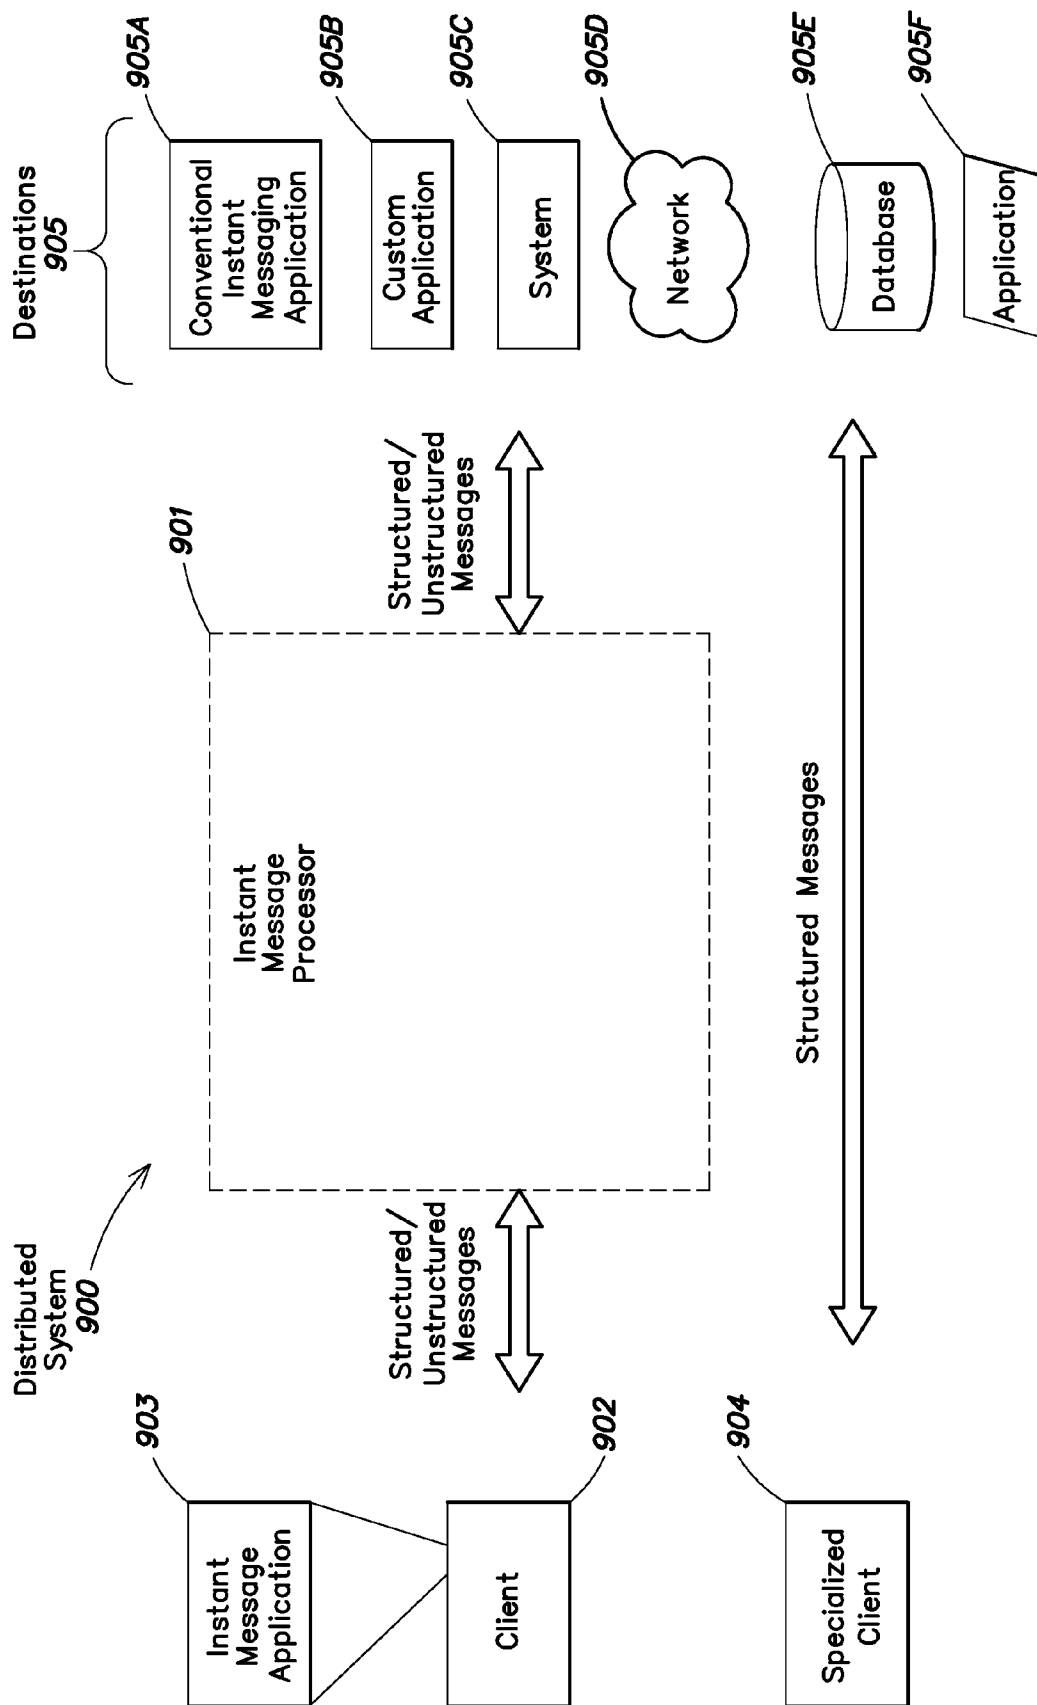 Distributed
System
900
903
Instant
Message
Application
Client
902
904
Specialized
Client
Structured/
Unstructured
Messages
901
Instant
Message
Processor
Structured/
Unstructured
Messages
Structured Messages
Destinations
905
905A
Conventional
Instant
Messaging
Application
905B
Custom
Application
905C
System
905D
Network
905E
Database
905F
Application